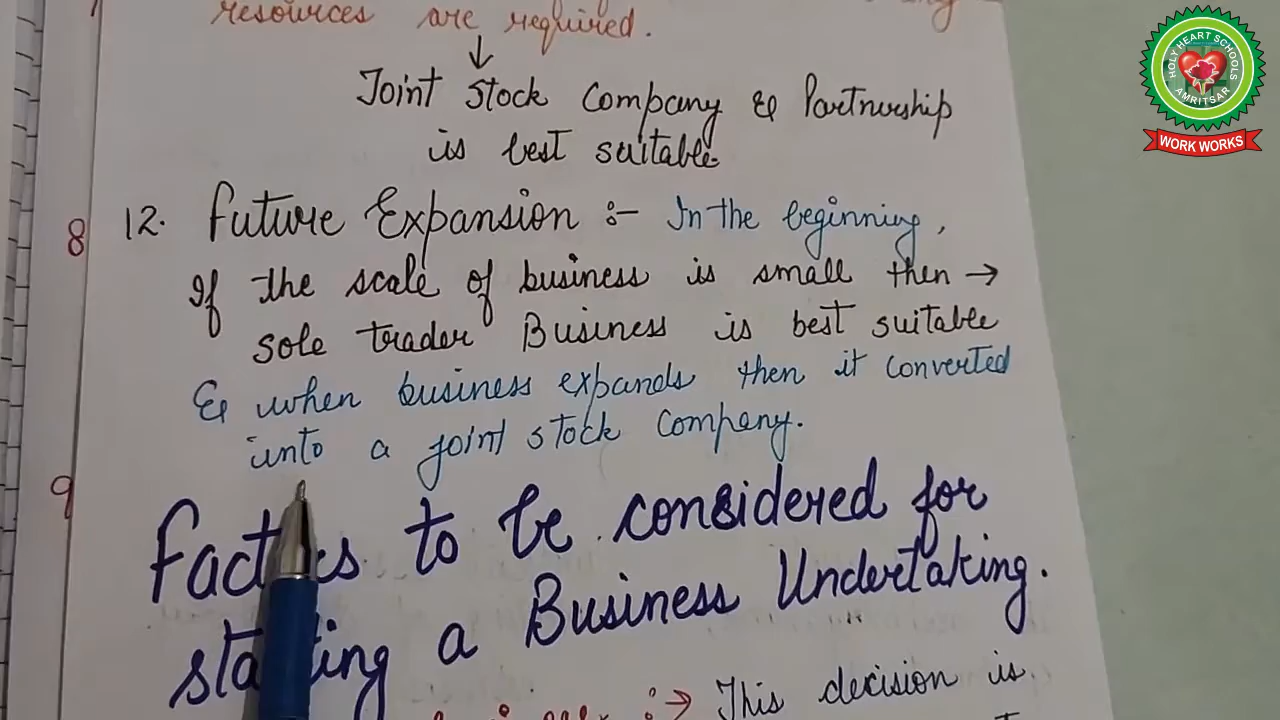 resources are required.
Joint Stock Company & Partnership
is best suitable
8 12. Future Expansion :- In the beginning,
If the scale of business is small then →
sole trader Business is best suitable
& when business expands then it converted
into a joint stock Company.
9 Factors to be considered for
starting a Business Undertaking.
:→ This decision is
HOLY HEART SCHOOLS
AMRITSAR
WORK WORKS